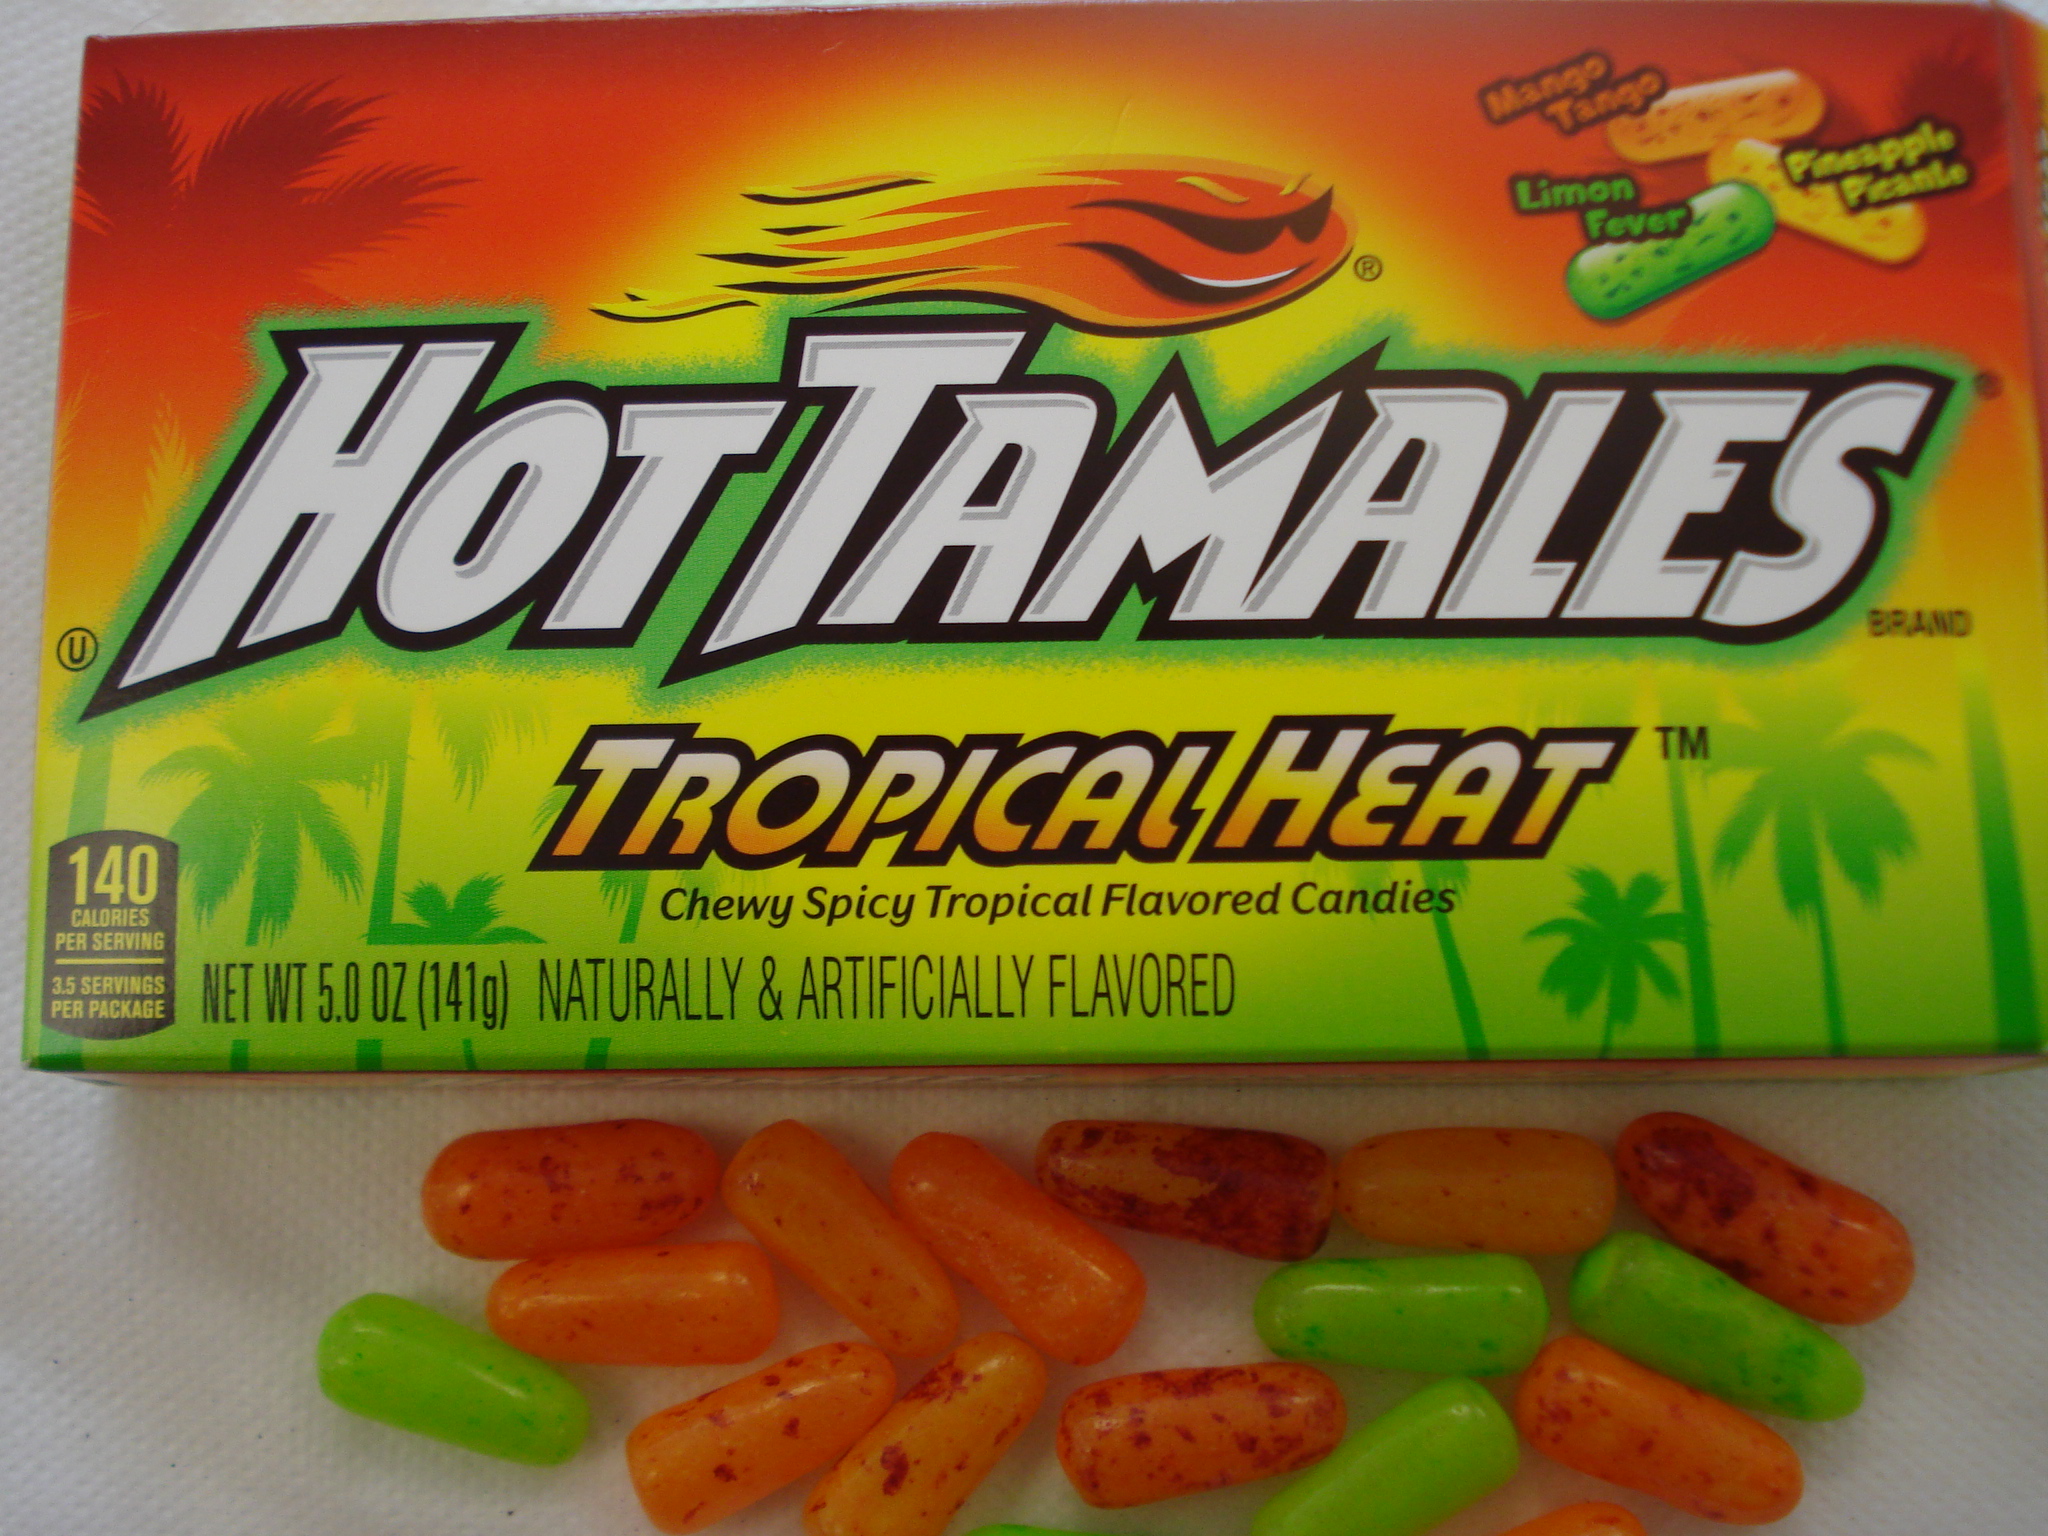 Mango
Tango
Pineapple
Picante
Limon
Fever
®
HOT TAMALES
®
BRAND
U
TROPICAL HEAT ™
Chewy Spicy Tropical Flavored Candies
140
CALORIES
PER SERVING
3.5 SERVINGS
PER PACKAGE
NET WT 5.0 OZ (141g) NATURALLY & ARTIFICIALLY FLAVORED